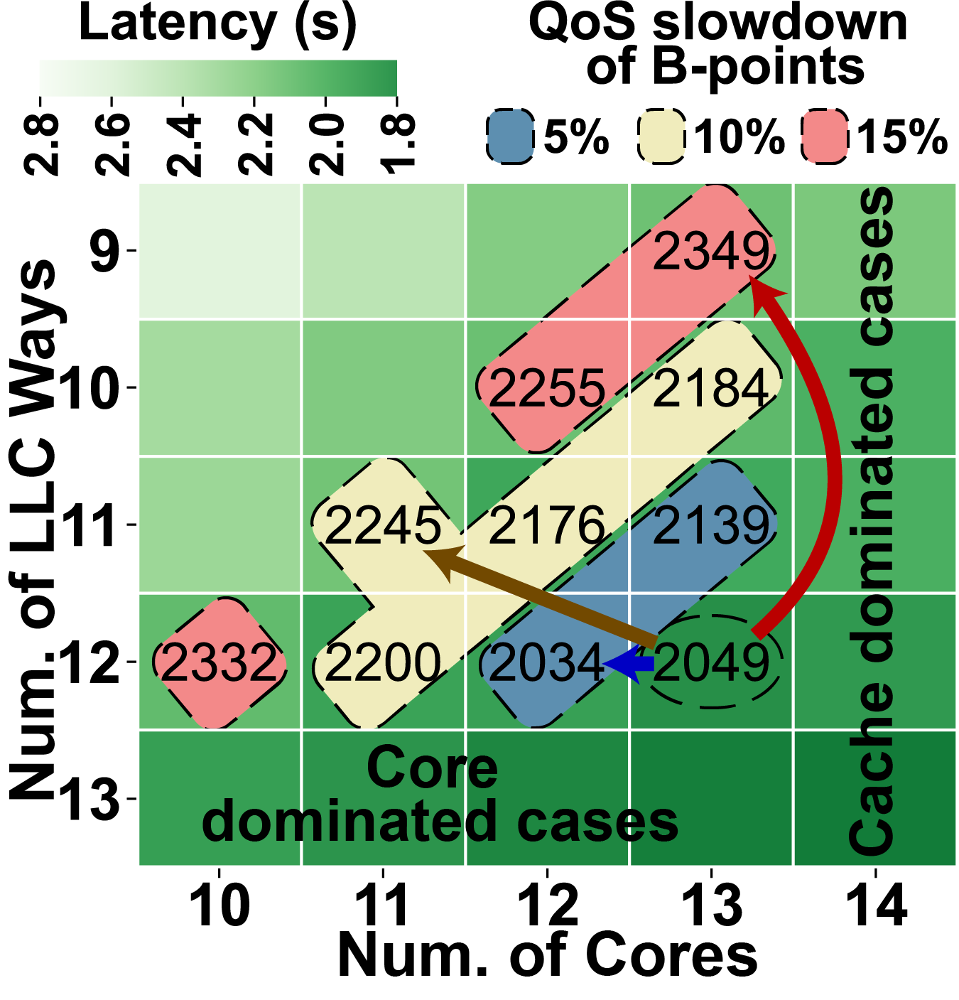 Latency (s)
2.8 2.6 2.4 2.2 2.0 1.8
QoS slowdown
of B-points
5% 10% 15%
Num. of LLC Ways
9
10
11
12
13
2349
2255 2184
2245 2176 2139
2332 2200 2034 2049
Core
dominated cases
Cache dominated cases
10 11 12 13 14
Num. of Cores